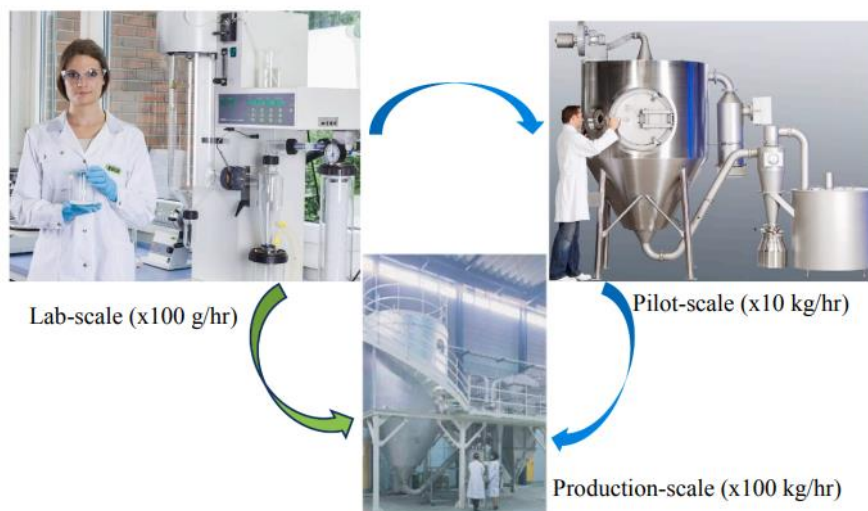 Lab-scale (x100 g/hr)
Pilot-scale (x10 kg/hr)
Production-scale (x100 kg/hr)